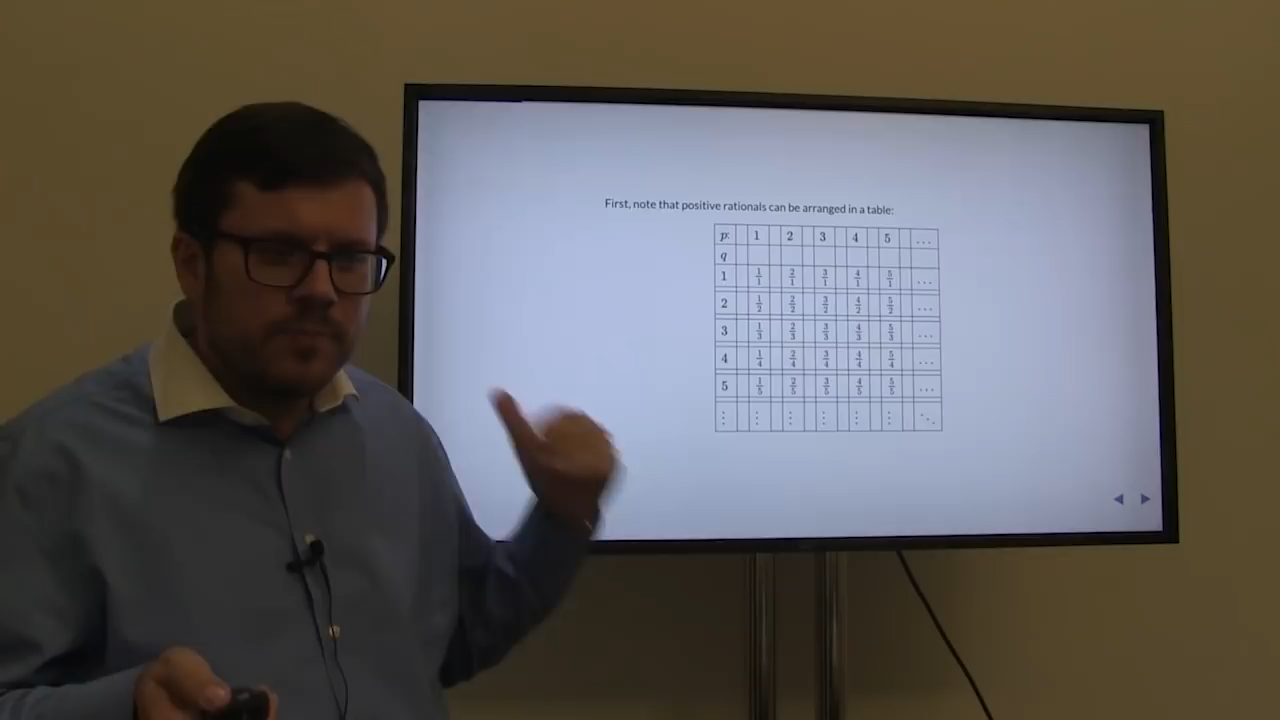 First, note that positive rationals can be arranged in a table:
p: 1 2 3 4 5 ...
q
1 1/1 2/1 3/1 4/1 5/1 ...
2 1/2 2/2 3/2 4/2 5/2 ...
3 1/3 2/3 3/3 4/3 5/3 ...
4 1/4 2/4 3/4 4/4 5/4 ...
5 1/5 2/5 3/5 4/5 5/5 ...
⋮ ⋮ ⋮ ⋮ ⋮ ⋮ ⋱